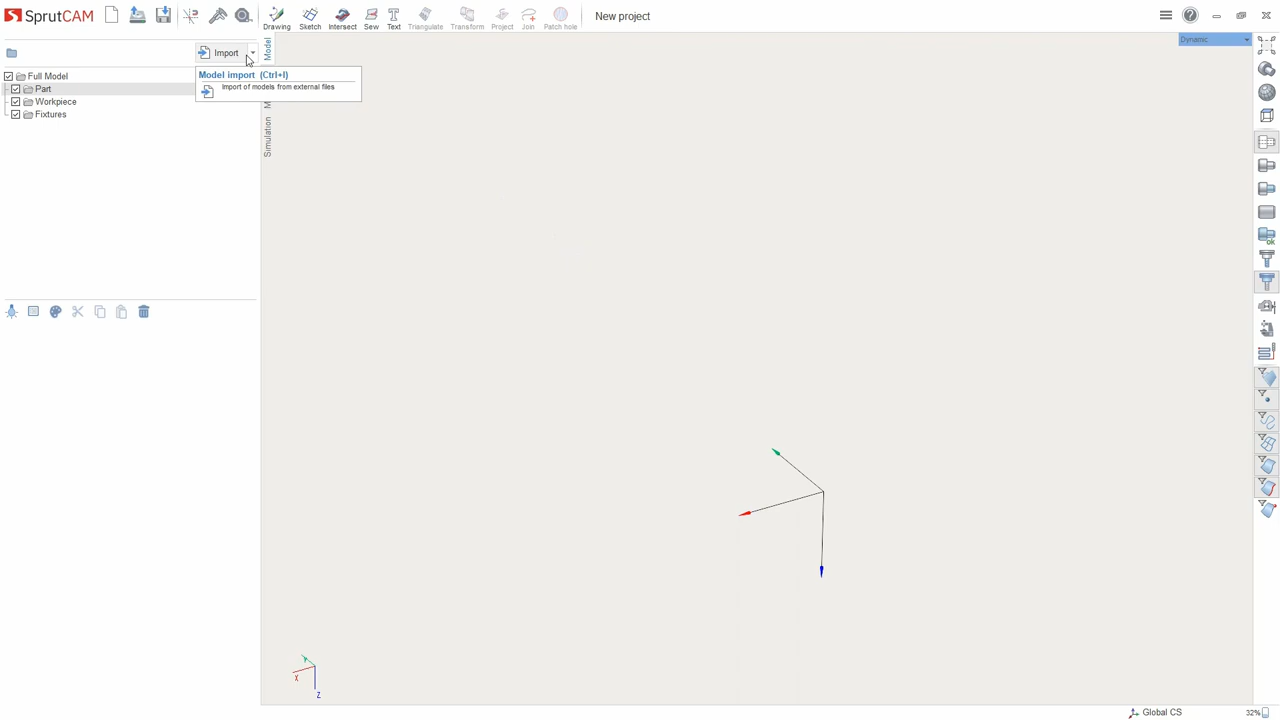 SprutCAM
Drawing
Sketch
Intersect
Sew
Text
Triangulate
Transform
Project
Join
Patch hole
New project
Import
Model
Dynamic
Model import (Ctrl+I)
Import of models from external files
Full Model
Part
Workpiece
Fixtures
Simulation
Y
X
Z
Global CS
32%